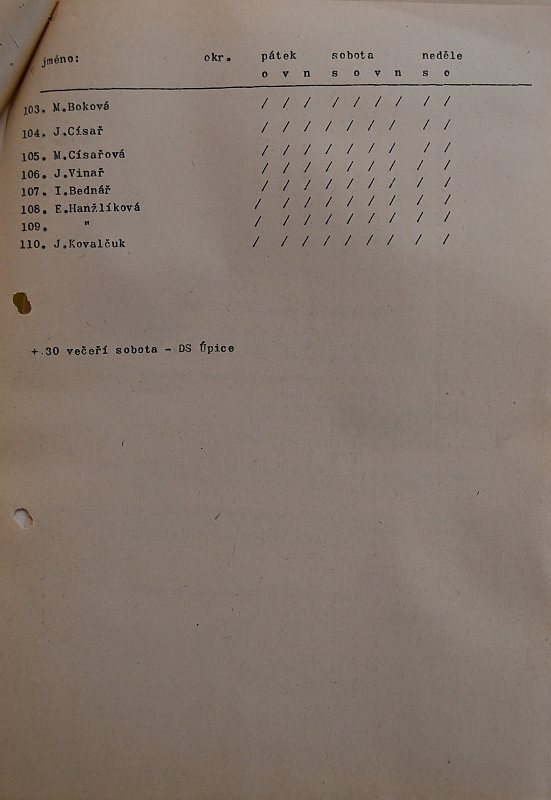 jméno: okr. pátek sobota neděle
o v n s o v n s o
103. M.Boková / / / / / / / / /
104. J.Císař / / / / / / / / /
105. M.Císařová / / / / / / / / /
106. J.Vinař / / / / / / / / /
107. I.Bednář / / / / / / / / /
108. E.Hanžlíková / / / / / / / / /
109. " / / / / / / / / /
110. J.Kovalčuk / / / / / / / / /
+ 30 večeří sobota - DS Úpice